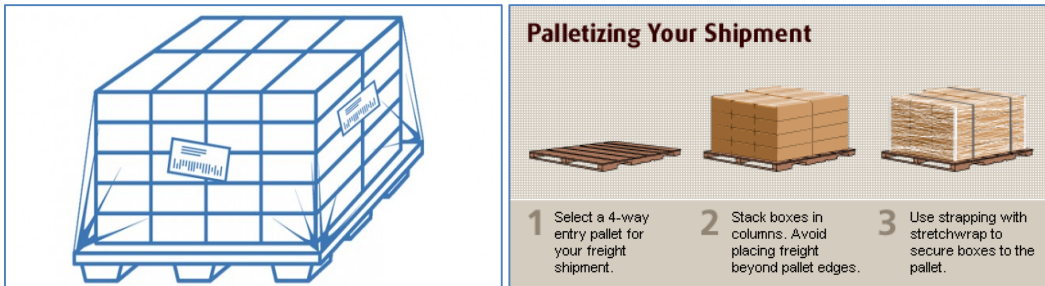 Palletizing Your Shipment
1 Select a 4-way
entry pallet for
your freight
shipment.
2 Stack boxes in
columns. Avoid
placing freight
beyond pallet edges.
3 Use strapping with
stretchwrap to
secure boxes to the
pallet.